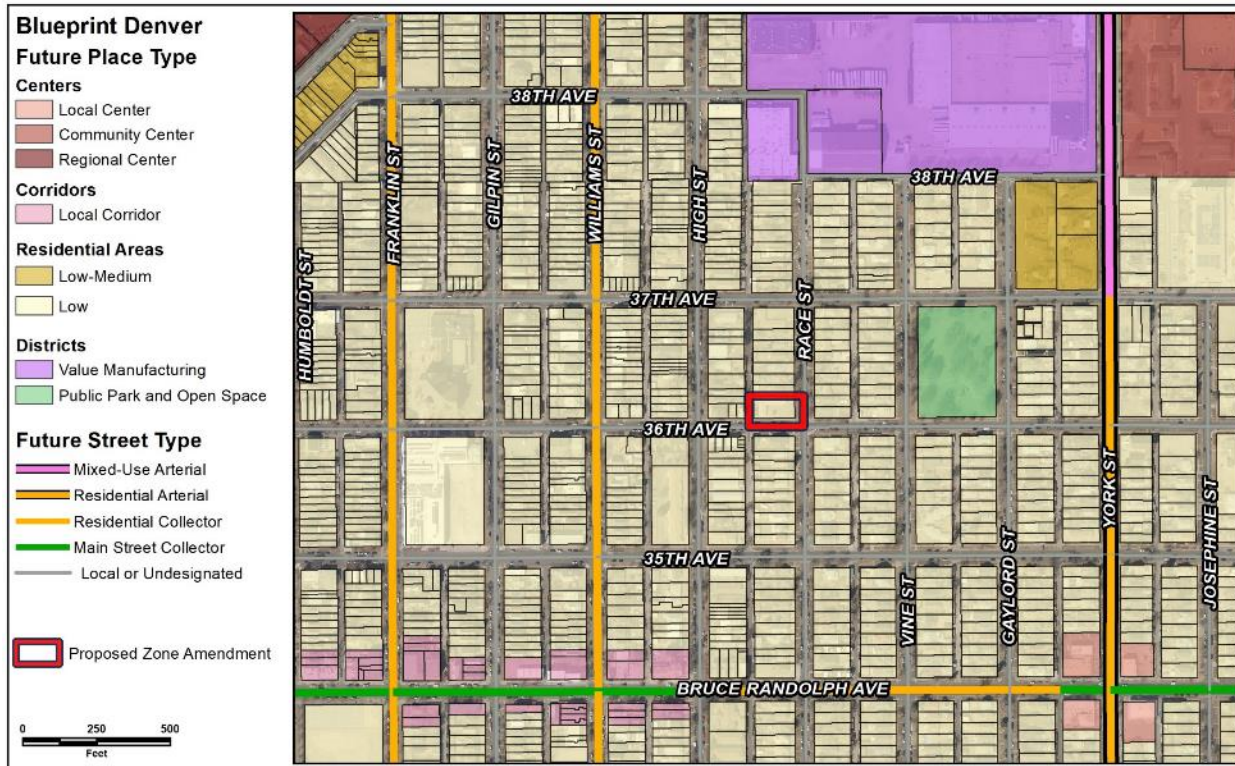 Blueprint Denver
Future Place Type
Centers
Local Center
Community Center
Regional Center
Corridors
Local Corridor
Residential Areas
Low-Medium
Low
Districts
Value Manufacturing
Public Park and Open Space
Future Street Type
Mixed-Use Arterial
Residential Arterial
Residential Collector
Main Street Collector
Local or Undesignated
Proposed Zone Amendment
0 250 500
Feet
38TH AVE
38TH AVE
HUMBOLDT ST
FRANKLIN ST
GILPIN ST
WILLIAMS ST
HIGH ST
37TH AVE
RACE ST
36TH AVE
YORK ST
35TH AVE
VINE ST
GAYLORD ST
JOSEPHINE ST
BRUCE RANDOLPH AVE